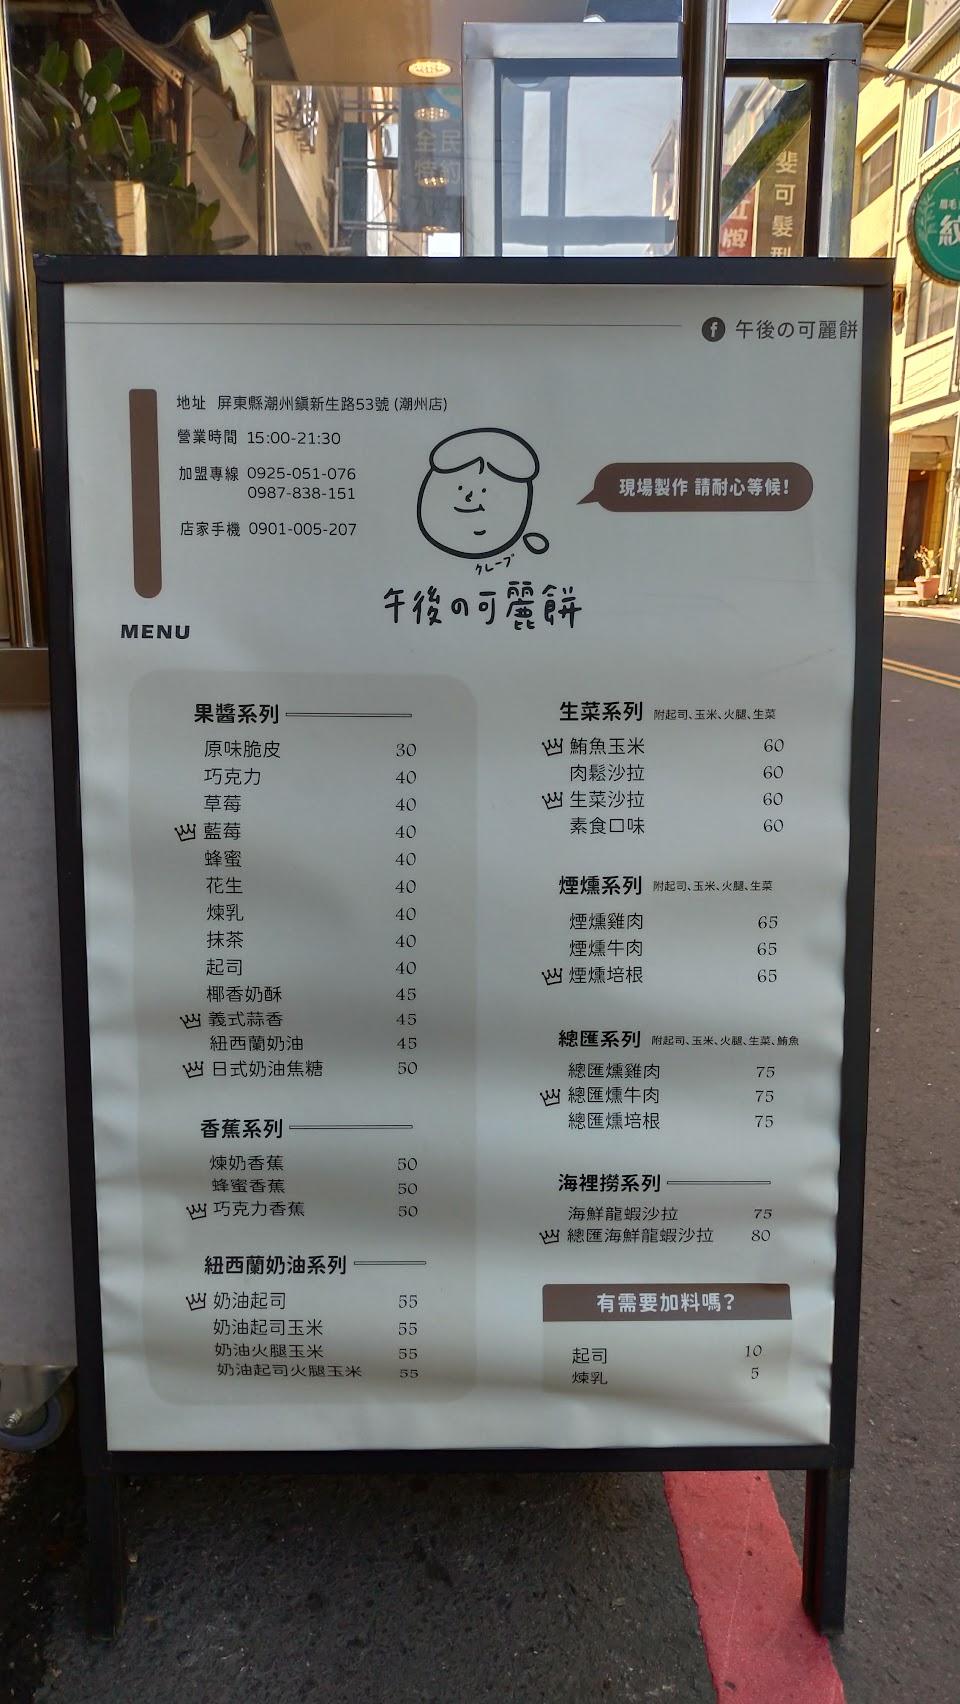 全民
特約
斐可髮型
牌
眉毛
紋
f 午後の可麗餅
地址 屏東縣潮州鎮新生路53號 (潮州店)
營業時間 15:00-21:30
加盟專線 0925-051-076
0987-838-151
店家手機 0901-005-207
現場製作 請耐心等候!
クレープ
午後の可麗餅
MENU
果醬系列
原味脆皮 30
巧克力 40
草莓 40
藍莓 40
蜂蜜 40
花生 40
煉乳 40
抹茶 40
起司 40
椰香奶酥 45
義式蒜香 45
紐西蘭奶油 45
日式奶油焦糖 50
香蕉系列
煉奶香蕉 50
蜂蜜香蕉 50
巧克力香蕉 50
紐西蘭奶油系列
奶油起司 55
奶油起司玉米 55
奶油火腿玉米 55
奶油起司火腿玉米 55
生菜系列 附起司、玉米、火腿、生菜
鮪魚玉米 60
肉鬆沙拉 60
生菜沙拉 60
素食口味 60
煙燻系列 附起司、玉米、火腿、生菜
煙燻雞肉 65
煙燻牛肉 65
煙燻培根 65
總匯系列 附起司、玉米、火腿、生菜、鮪魚
總匯燻雞肉 75
總匯燻牛肉 75
總匯燻培根 75
海裡撈系列
海鮮龍蝦沙拉 75
總匯海鮮龍蝦沙拉 80
有需要加料嗎?
起司 10
煉乳 5